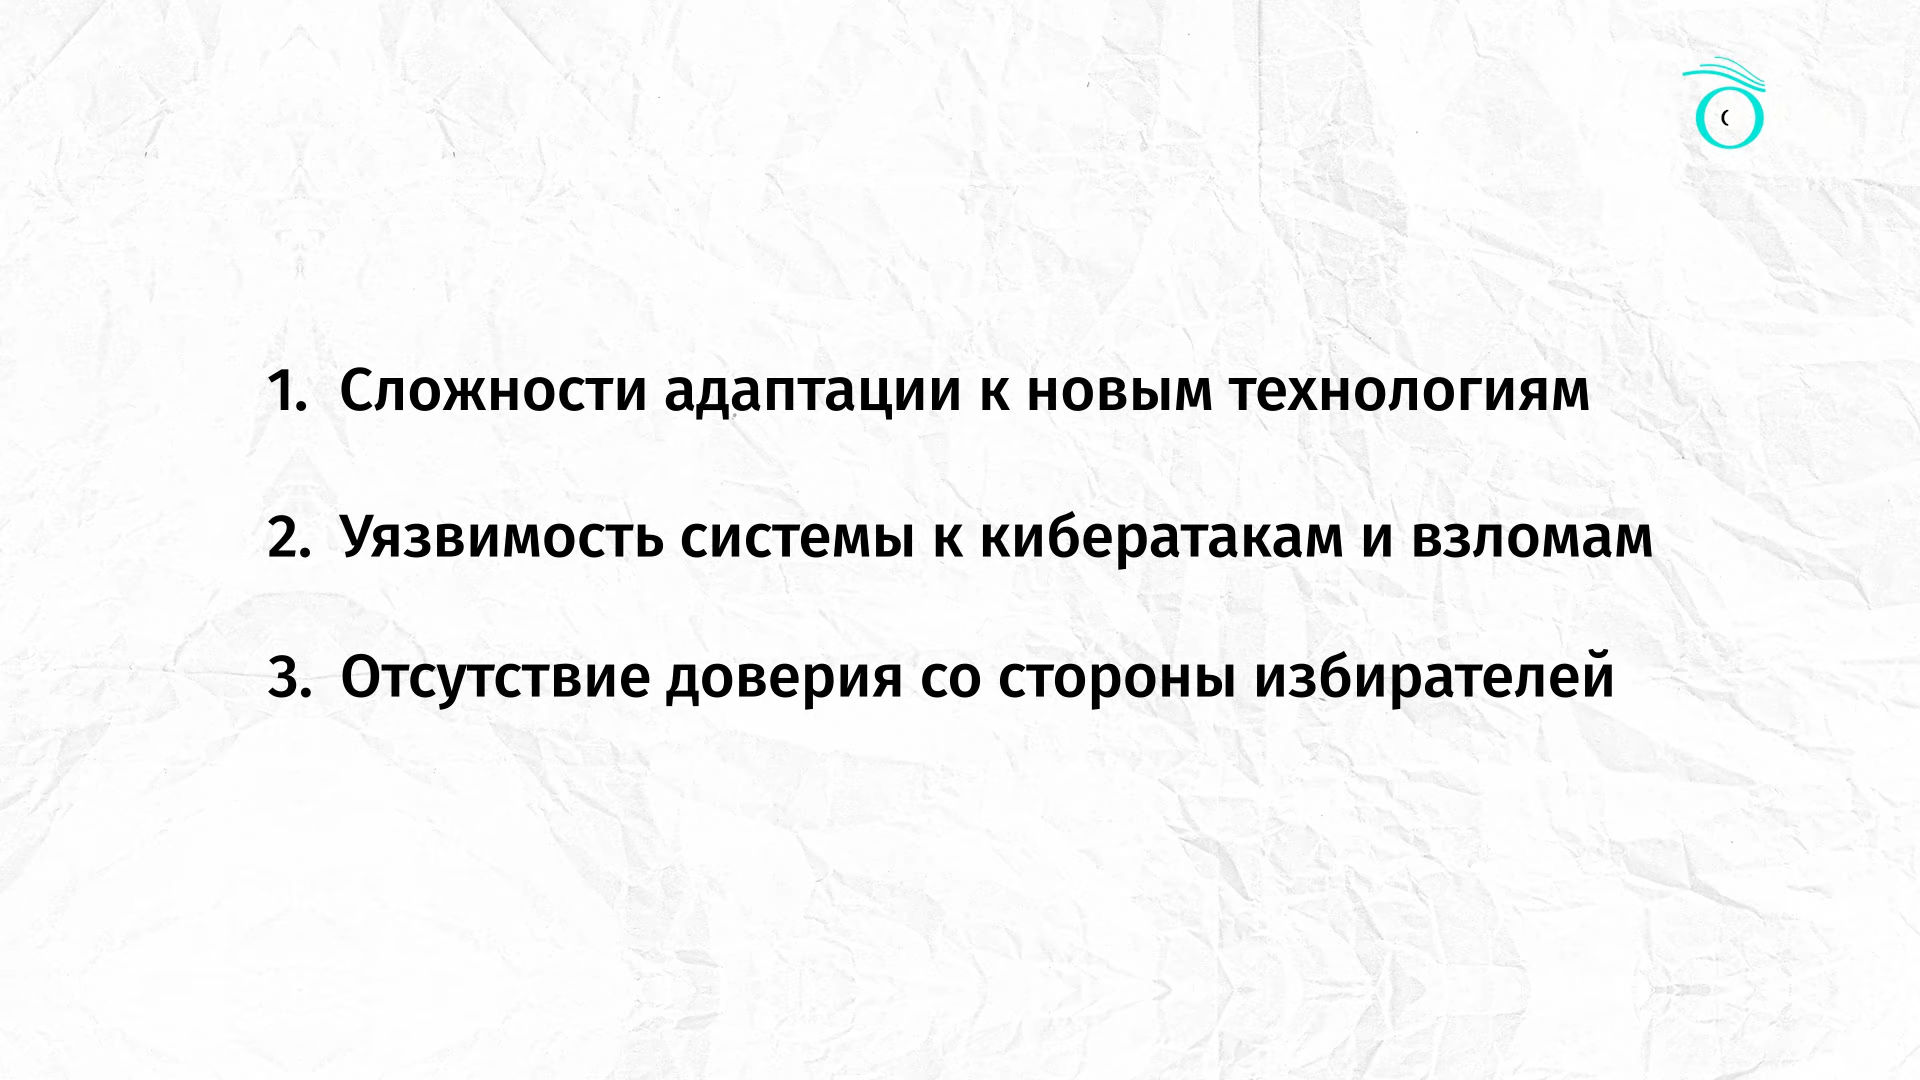 1. Сложности адаптации к новым технологиям
2. Уязвимость системы к кибератакам и взломам
3. Отсутствие доверия со стороны избирателей